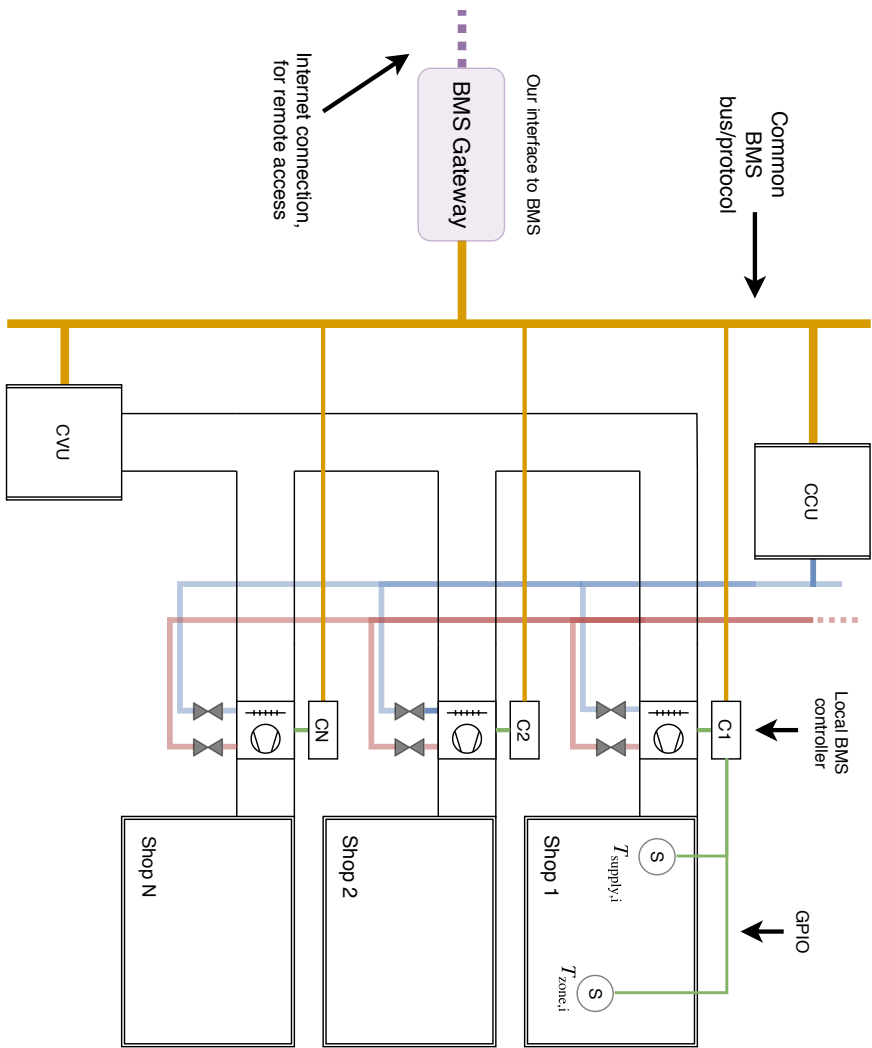 Internet connection,
for remote access
BMS Gateway
Our interface to BMS
Common
BMS
bus/protocol
CVU
CCU
CN
C2
C1
Local BMS
controller
GPIO
Shop N
Shop 2
Shop 1
S
T_supply,i
S
T_zone,i